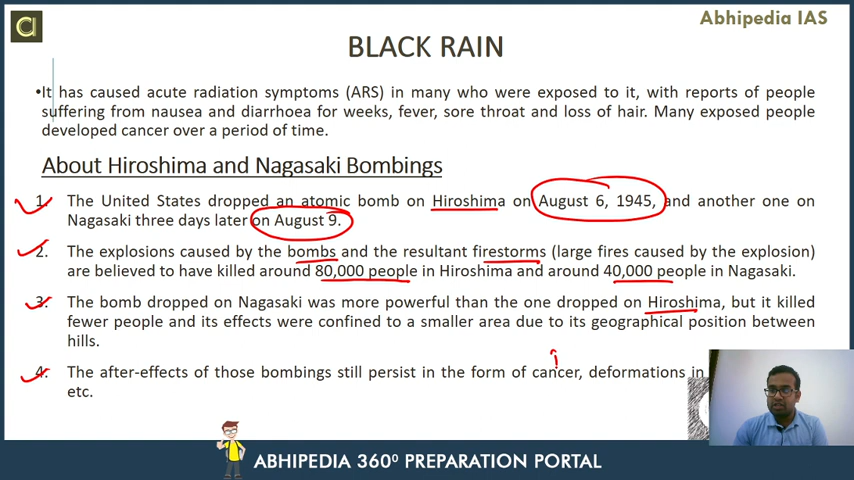 Abhipedia IAS
BLACK RAIN
•It has caused acute radiation symptoms (ARS) in many who were exposed to it, with reports of people
suffering from nausea and diarrhoea for weeks, fever, sore throat and loss of hair. Many exposed people
developed cancer over a period of time.
About Hiroshima and Nagasaki Bombings
1. The United States dropped an atomic bomb on Hiroshima on August 6, 1945, and another one on
Nagasaki three days later on August 9.
2. The explosions caused by the bombs and the resultant firestorms (large fires caused by the explosion)
are believed to have killed around 80,000 people in Hiroshima and around 40,000 people in Nagasaki.
3. The bomb dropped on Nagasaki was more powerful than the one dropped on Hiroshima, but it killed
fewer people and its effects were confined to a smaller area due to its geographical position between
hills.
4. The after-effects of those bombings still persist in the form of cancer, deformations in
etc.
ABHIPEDIA 360⁰ PREPARATION PORTAL